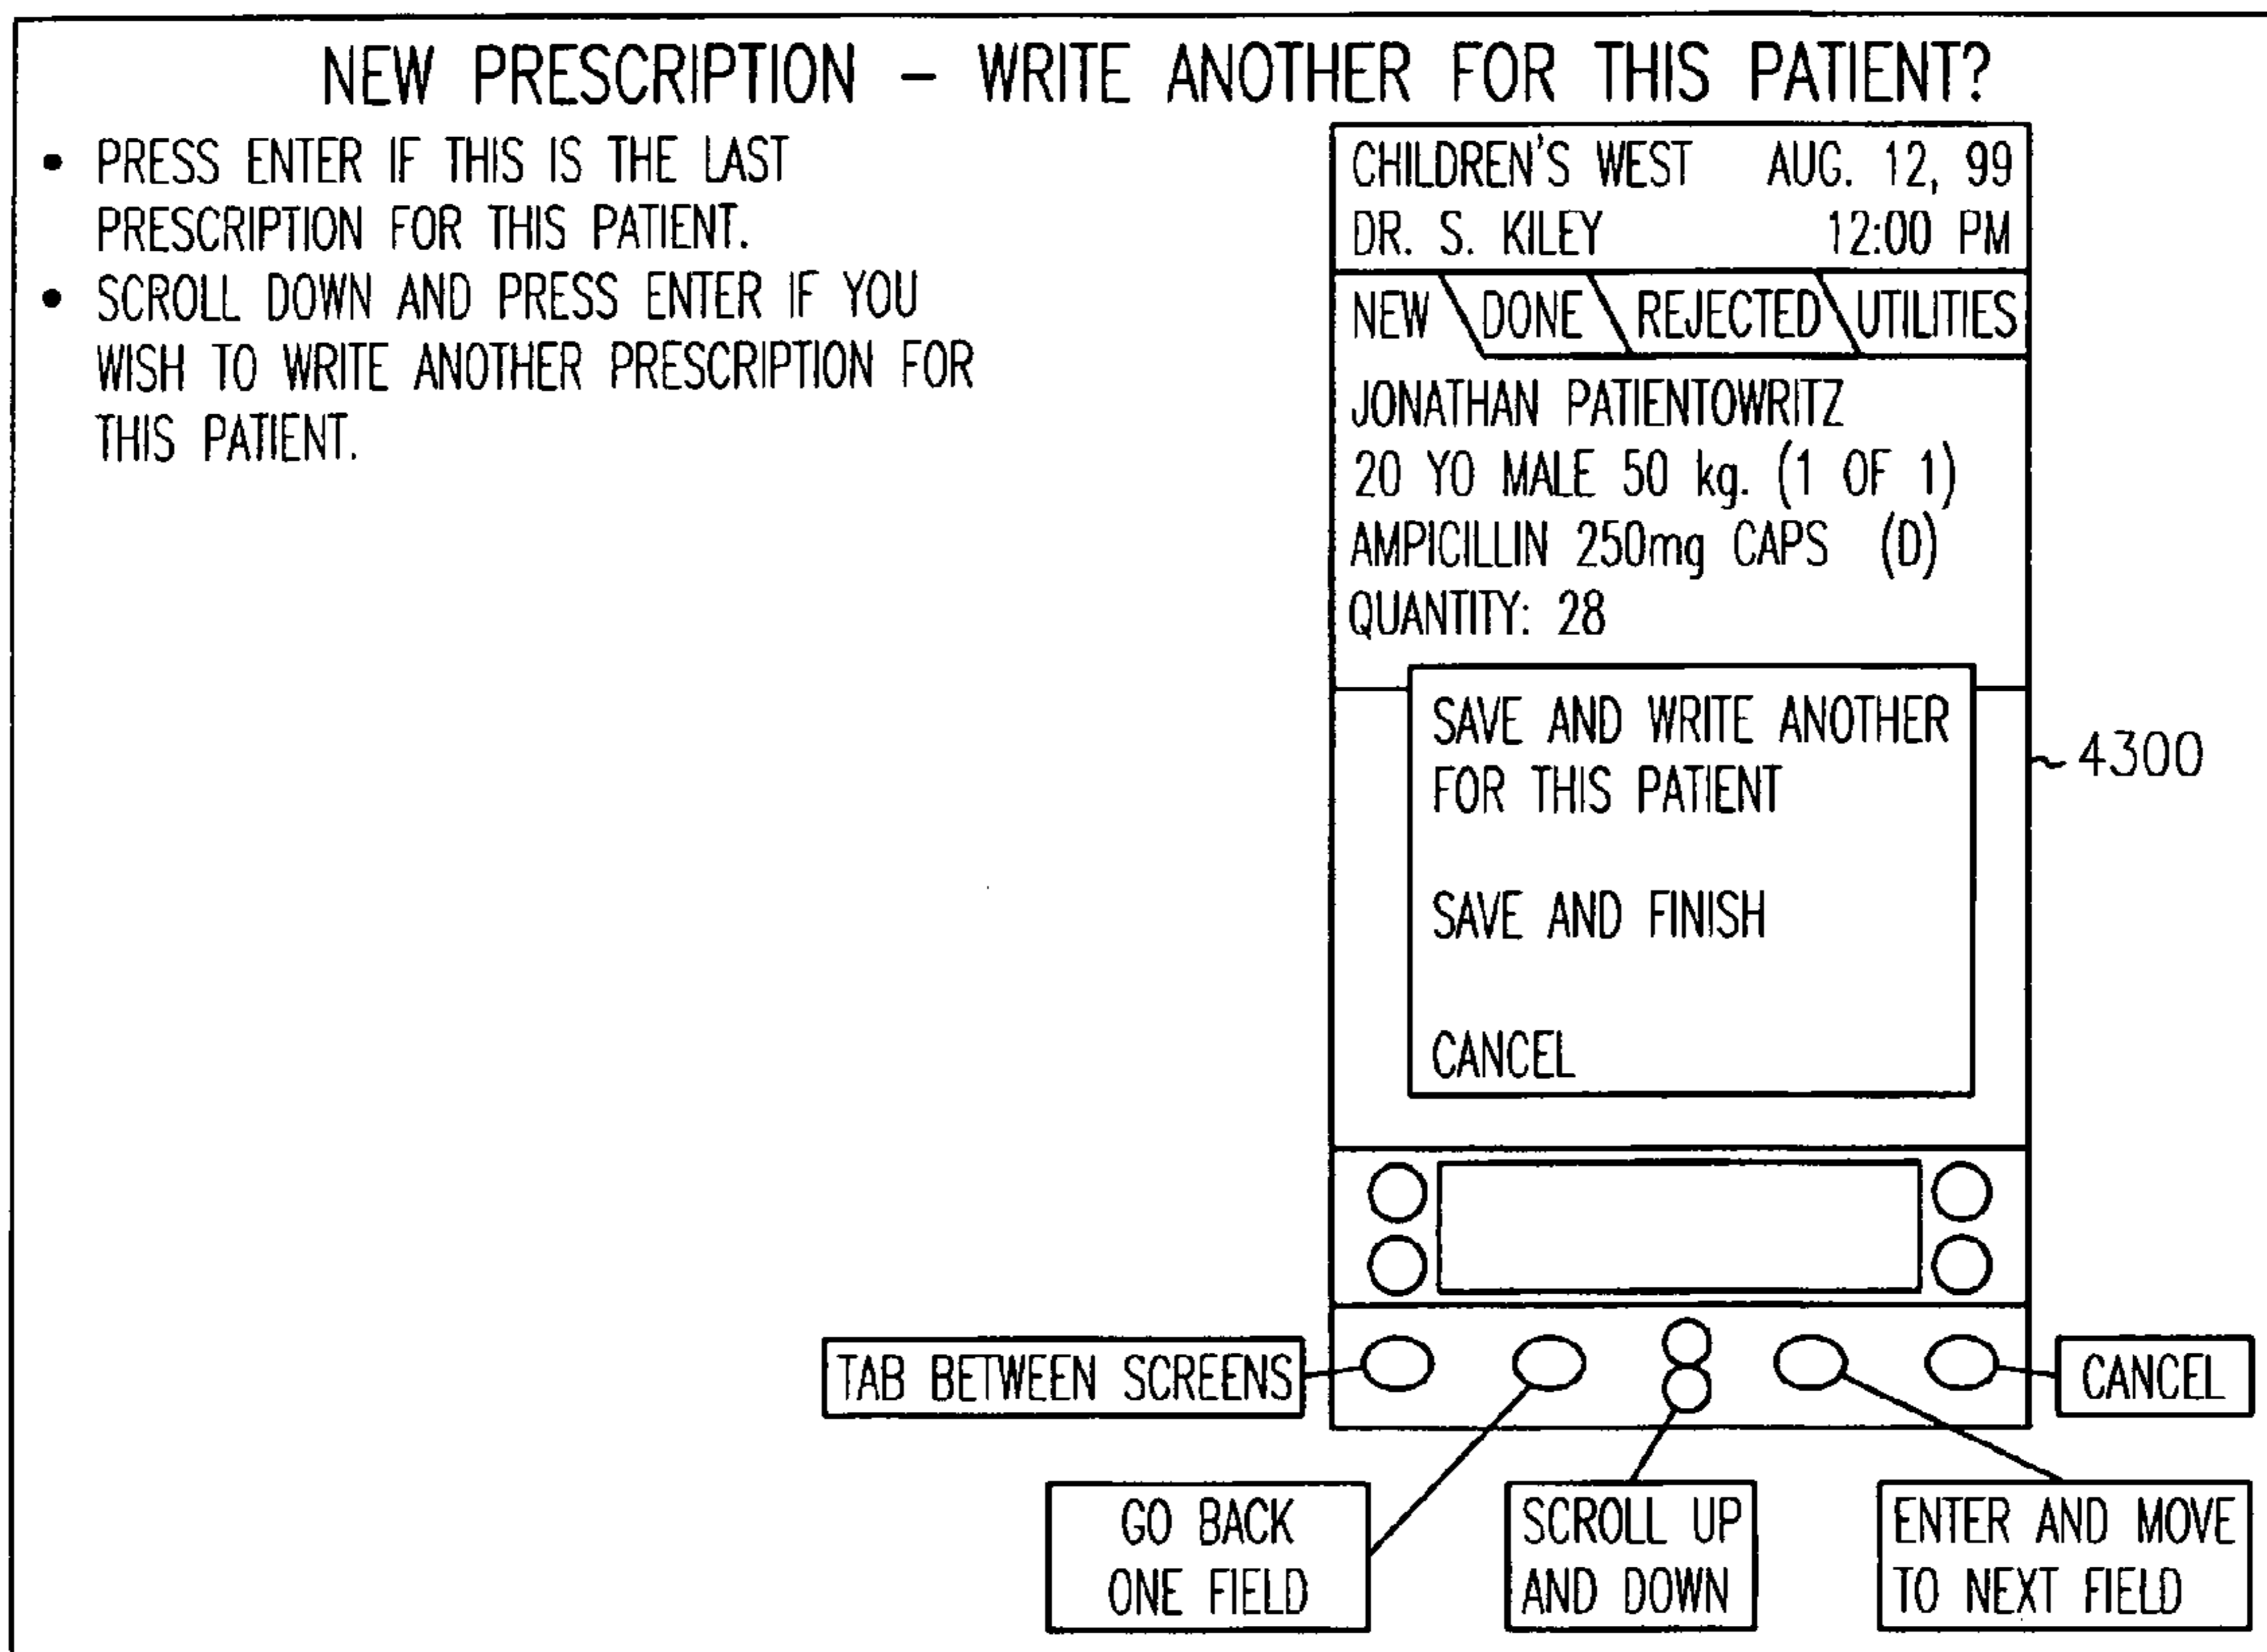 NEW PRESCRIPTION – WRITE ANOTHER FOR THIS PATIENT?
• PRESS ENTER IF THIS IS THE LAST
PRESCRIPTION FOR THIS PATIENT.
• SCROLL DOWN AND PRESS ENTER IF YOU
WISH TO WRITE ANOTHER PRESCRIPTION FOR
THIS PATIENT.
CHILDREN'S WEST AUG. 12, 99
DR. S. KILEY 12:00 PM
NEW DONE REJECTED UTILITIES
JONATHAN PATIENTOWRITZ
20 YO MALE 50 kg. (1 OF 1)
AMPICILLIN 250mg CAPS (D)
QUANTITY: 28
SAVE AND WRITE ANOTHER
FOR THIS PATIENT
4300
SAVE AND FINISH
CANCEL
TAB BETWEEN SCREENS
CANCEL
GO BACK
ONE FIELD
SCROLL UP
AND DOWN
ENTER AND MOVE
TO NEXT FIELD